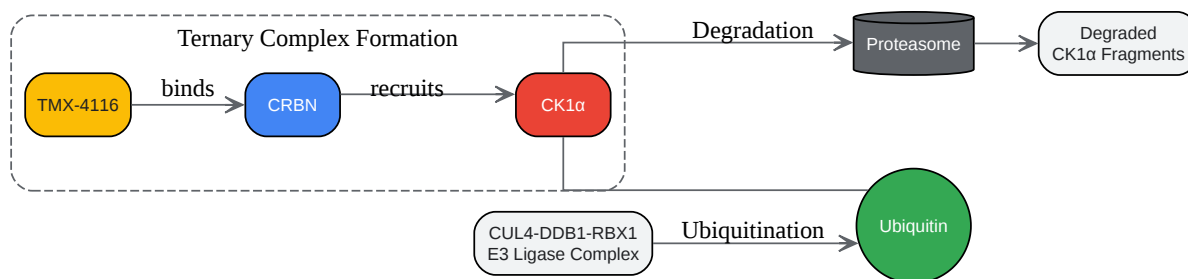 Ternary Complex Formation
Degradation
Proteasome
Degraded
CK1α Fragments
TMX-4116
binds
CRBN
recruits
CK1α
CUL4-DDB1-RBX1
E3 Ligase Complex
Ubiquitination
Ubiquitin